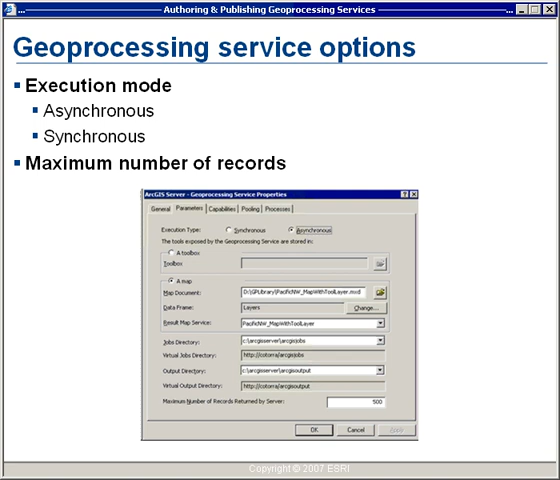 Authoring & Publishing Geoprocessing Services
Geoprocessing service options
Execution mode
Asynchronous
Synchronous
Maximum number of records
ArcGIS Server - Geoprocessing Service Properties
General Parameters Capabilities Pooling Processes
Execution Type: Synchronous Asynchronous
The tools exposed by the Geoprocessing Service are stored in:
A toolbox
Toolbox:
A map
Map Document: D:\GPLibrary\PacificNW_MapWithToolLayer.mxd
Data Frame: Layers Change...
Result Map Service: PacificNW_MapWithToolLayer
Jobs Directory: c:\arcgisserver\arcgisjobs
Virtual Jobs Directory: http://cotorra/arcgisjobs
Output Directory: c:\arcgisserver\arcgisoutput
Virtual Output Directory: http://cotorra/arcgisoutput
Maximum Number of Records Returned by Server: 500
OK Cancel Apply
Copyright © 2007 ESRI